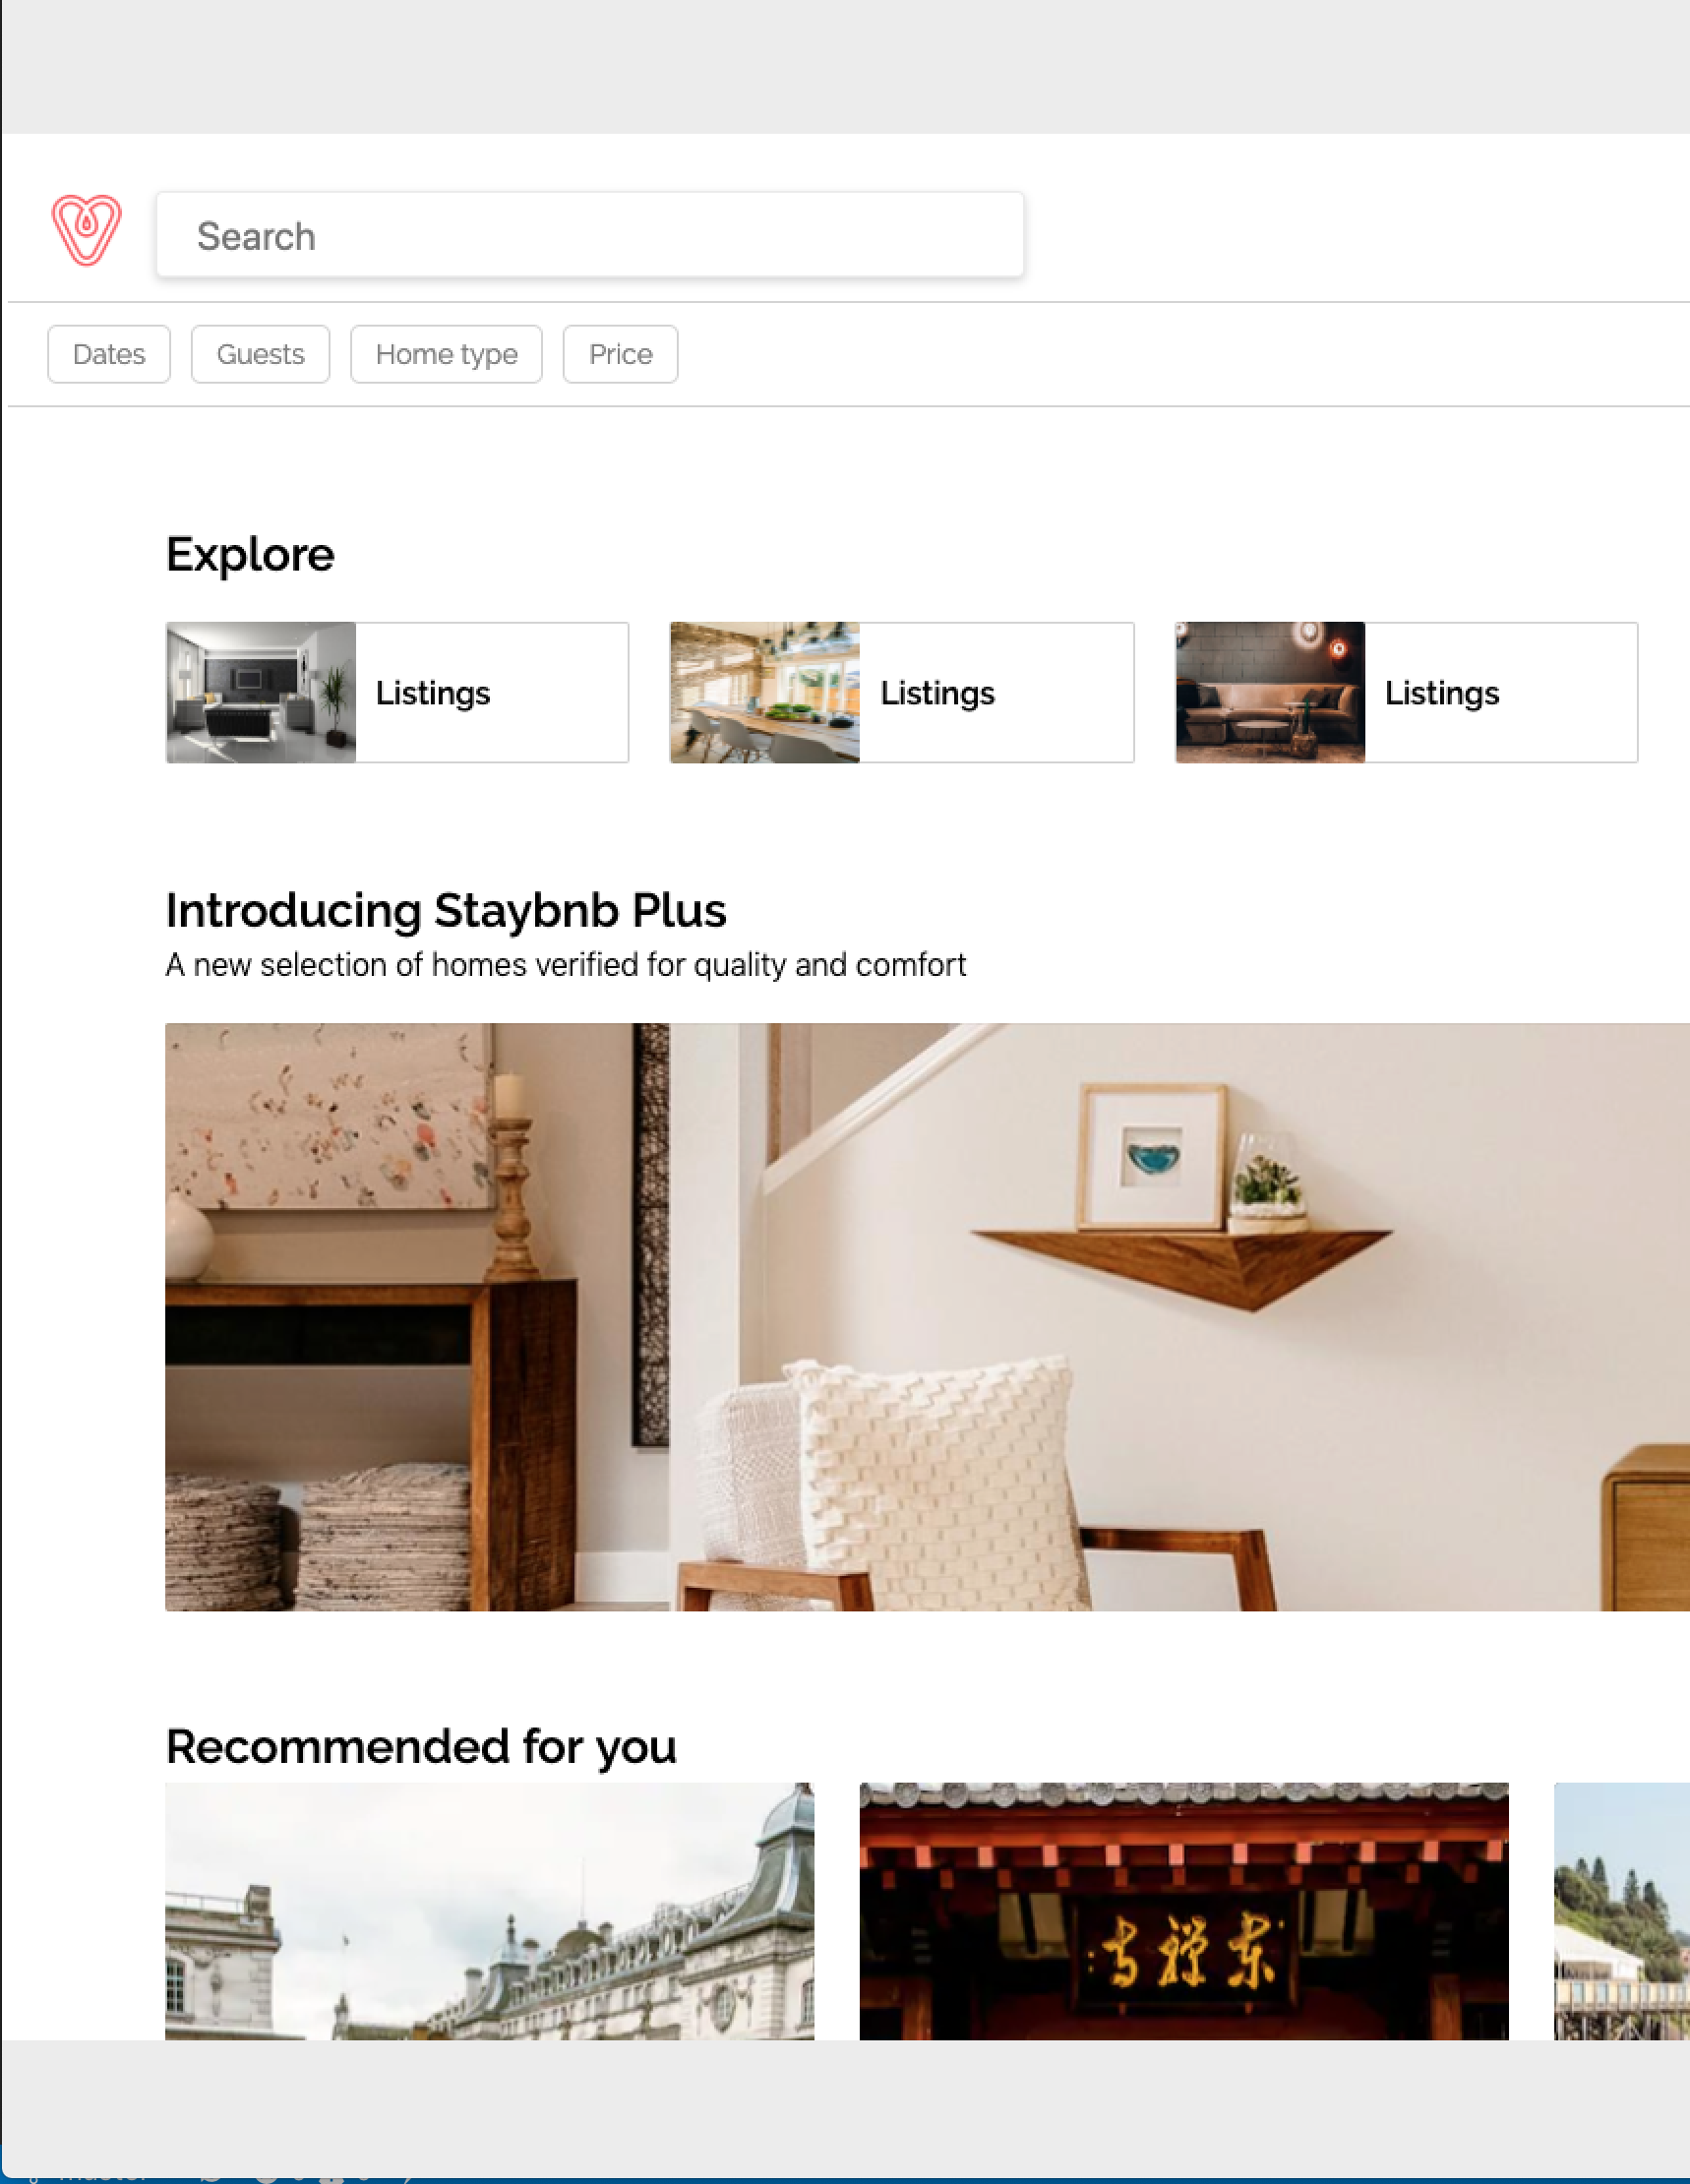 Search
Dates Guests Home type Price
Explore
Listings Listings Listings
Introducing Staybnb Plus
A new selection of homes verified for quality and comfort
Recommended for you